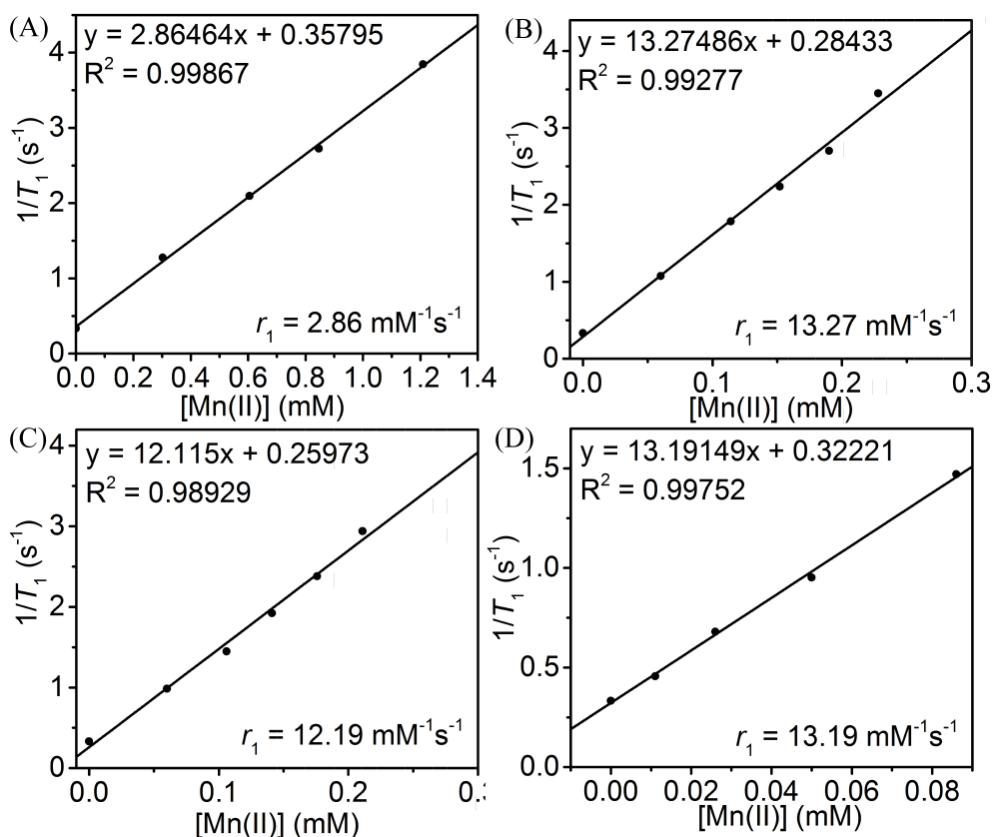 (A)
y = 2.86464x + 0.35795
R² = 0.99867
1/T₁ (s⁻¹)
4
3
2
1
0
r₁ = 2.86 mM⁻¹s⁻¹
0.0 0.2 0.4 0.6 0.8 1.0 1.2 1.4
[Mn(II)] (mM)
(B)
y = 13.27486x + 0.28433
R² = 0.99277
1/T₁ (s⁻¹)
4
3
2
1
0
r₁ = 13.27 mM⁻¹s⁻¹
0.0 0.1 0.2 0.3
[Mn(II)] (mM)
(C)
y = 12.115x + 0.25973
R² = 0.98929
1/T₁ (s⁻¹)
4
3
2
1
0
r₁ = 12.19 mM⁻¹s⁻¹
0.0 0.1 0.2 0.3
[Mn(II)] (mM)
(D)
y = 13.19149x + 0.32221
R² = 0.99752
1/T₁ (s⁻¹)
1.5
1.0
0.5
0.0
r₁ = 13.19 mM⁻¹s⁻¹
0.00 0.02 0.04 0.06 0.08
[Mn(II)] (mM)